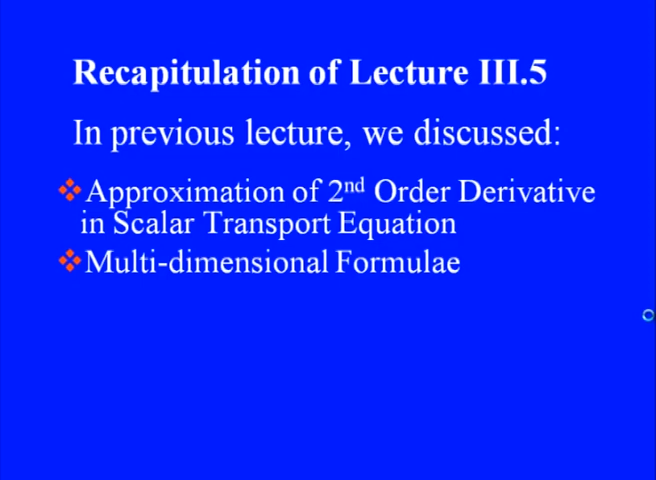 Recapitulation of Lecture III.5
In previous lecture, we discussed:
❖Approximation of 2nd Order Derivative
in Scalar Transport Equation
❖Multi-dimensional Formulae